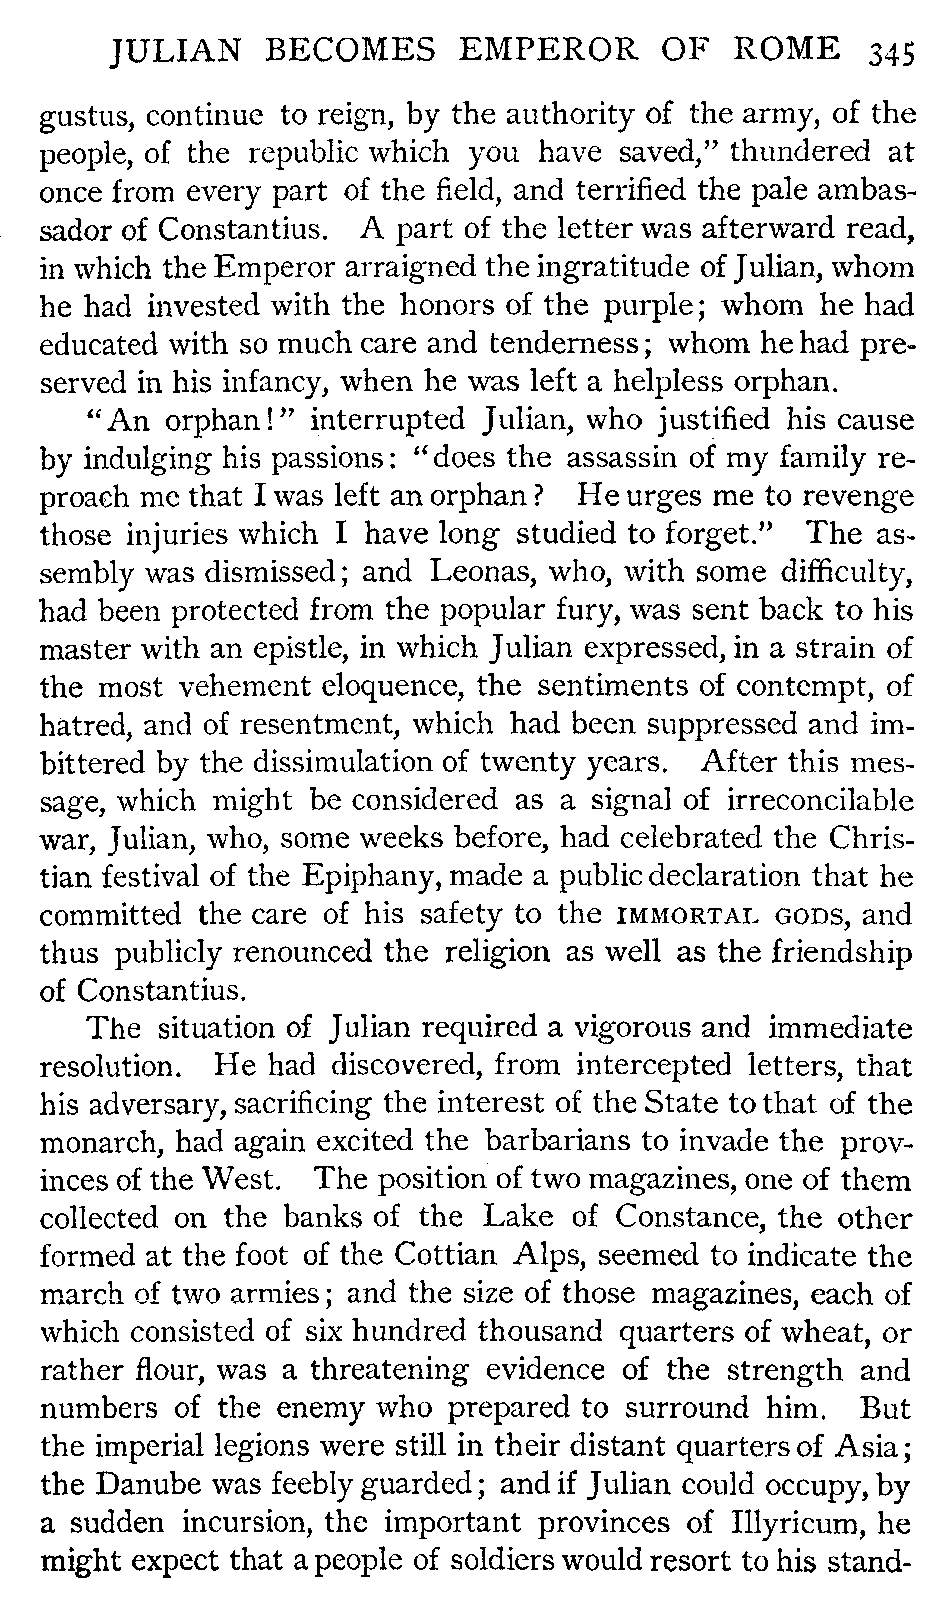 JULIAN BECOMES EMPEROR OF ROME 345
gustus, continue to reign, by the authority of the army, of the
people, of the republic which you have saved,” thundered at
once from every part of the field, and terrified the pale ambas-
sador of Constantius. A part of the letter was afterward read,
in which the Emperor arraigned the ingratitude of Julian, whom
he had invested with the honors of the purple; whom he had
educated with so much care and tenderness; whom he had pre-
served in his infancy, when he was left a helpless orphan.
“An orphan!” interrupted Julian, who justified his cause
by indulging his passions: “does the assassin of my family re-
proach me that I was left an orphan? He urges me to revenge
those injuries which I have long studied to forget.” The as-
sembly was dismissed; and Leonas, who, with some difficulty,
had been protected from the popular fury, was sent back to his
master with an epistle, in which Julian expressed, in a strain of
the most vehement eloquence, the sentiments of contempt, of
hatred, and of resentment, which had been suppressed and im-
bittered by the dissimulation of twenty years. After this mes-
sage, which might be considered as a signal of irreconcilable
war, Julian, who, some weeks before, had celebrated the Chris-
tian festival of the Epiphany, made a public declaration that he
committed the care of his safety to the IMMORTAL GODS, and
thus publicly renounced the religion as well as the friendship
of Constantius.
The situation of Julian required a vigorous and immediate
resolution. He had discovered, from intercepted letters, that
his adversary, sacrificing the interest of the State to that of the
monarch, had again excited the barbarians to invade the prov-
inces of the West. The position of two magazines, one of them
collected on the banks of the Lake of Constance, the other
formed at the foot of the Cottian Alps, seemed to indicate the
march of two armies; and the size of those magazines, each of
which consisted of six hundred thousand quarters of wheat, or
rather flour, was a threatening evidence of the strength and
numbers of the enemy who prepared to surround him. But
the imperial legions were still in their distant quarters of Asia;
the Danube was feebly guarded; and if Julian could occupy, by
a sudden incursion, the important provinces of Illyricum, he
might expect that a people of soldiers would resort to his stand-